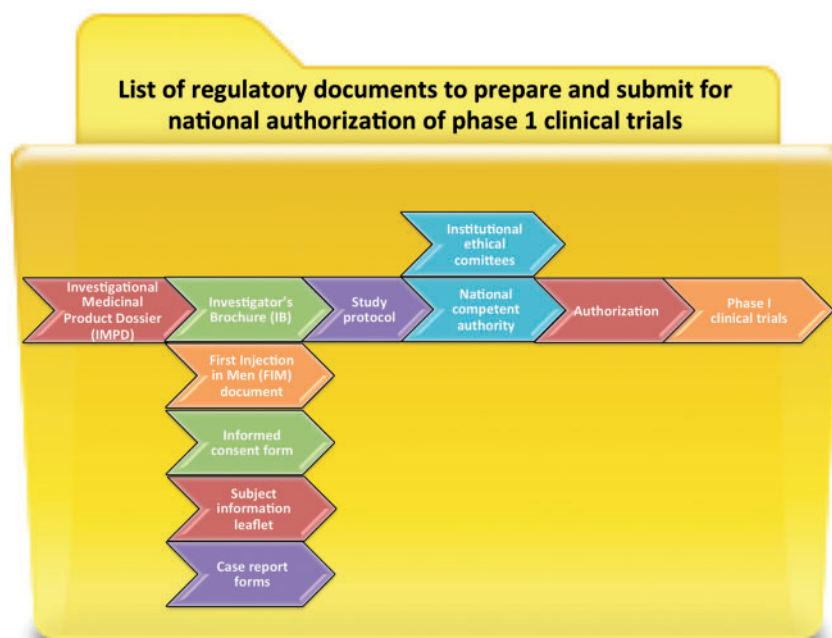 List of regulatory documents to prepare and submit for
national authorization of phase 1 clinical trials
Institutional
ethical
comittees
Investigational
Medicinal
Product Dossier
(IMPD)
Investigator's
Brochure (IB)
Study
protocol
National
competent
authority
Authorization
Phase I
clinical trials
First Injection
in Men (FIM)
document
Informed
consent form
Subject
information
leaflet
Case report
forms